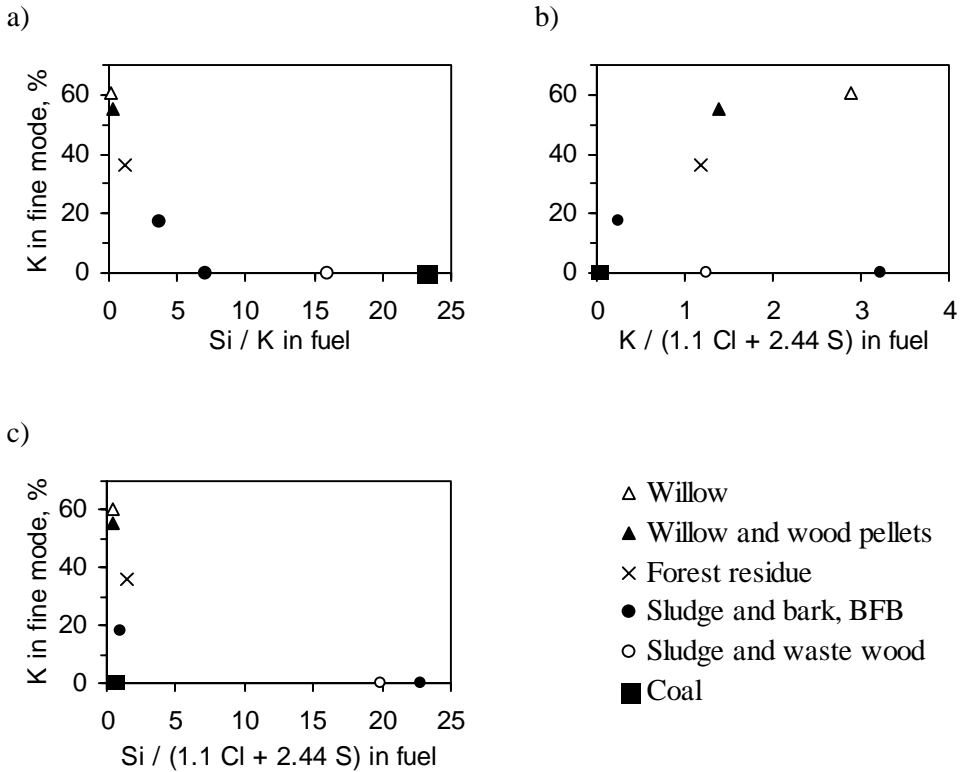 a)
60
40
20
0
K in fine mode, %
0 5 10 15 20 25
Si / K in fuel
b)
60
40
20
0
K in fine mode, %
0 1 2 3 4
K / (1.1 Cl + 2.44 S) in fuel
c)
60
40
20
0
K in fine mode, %
0 5 10 15 20 25
Si / (1.1 Cl + 2.44 S) in fuel
Willow
Willow and wood pellets
Forest residue
Sludge and bark, BFB
Sludge and waste wood
Coal